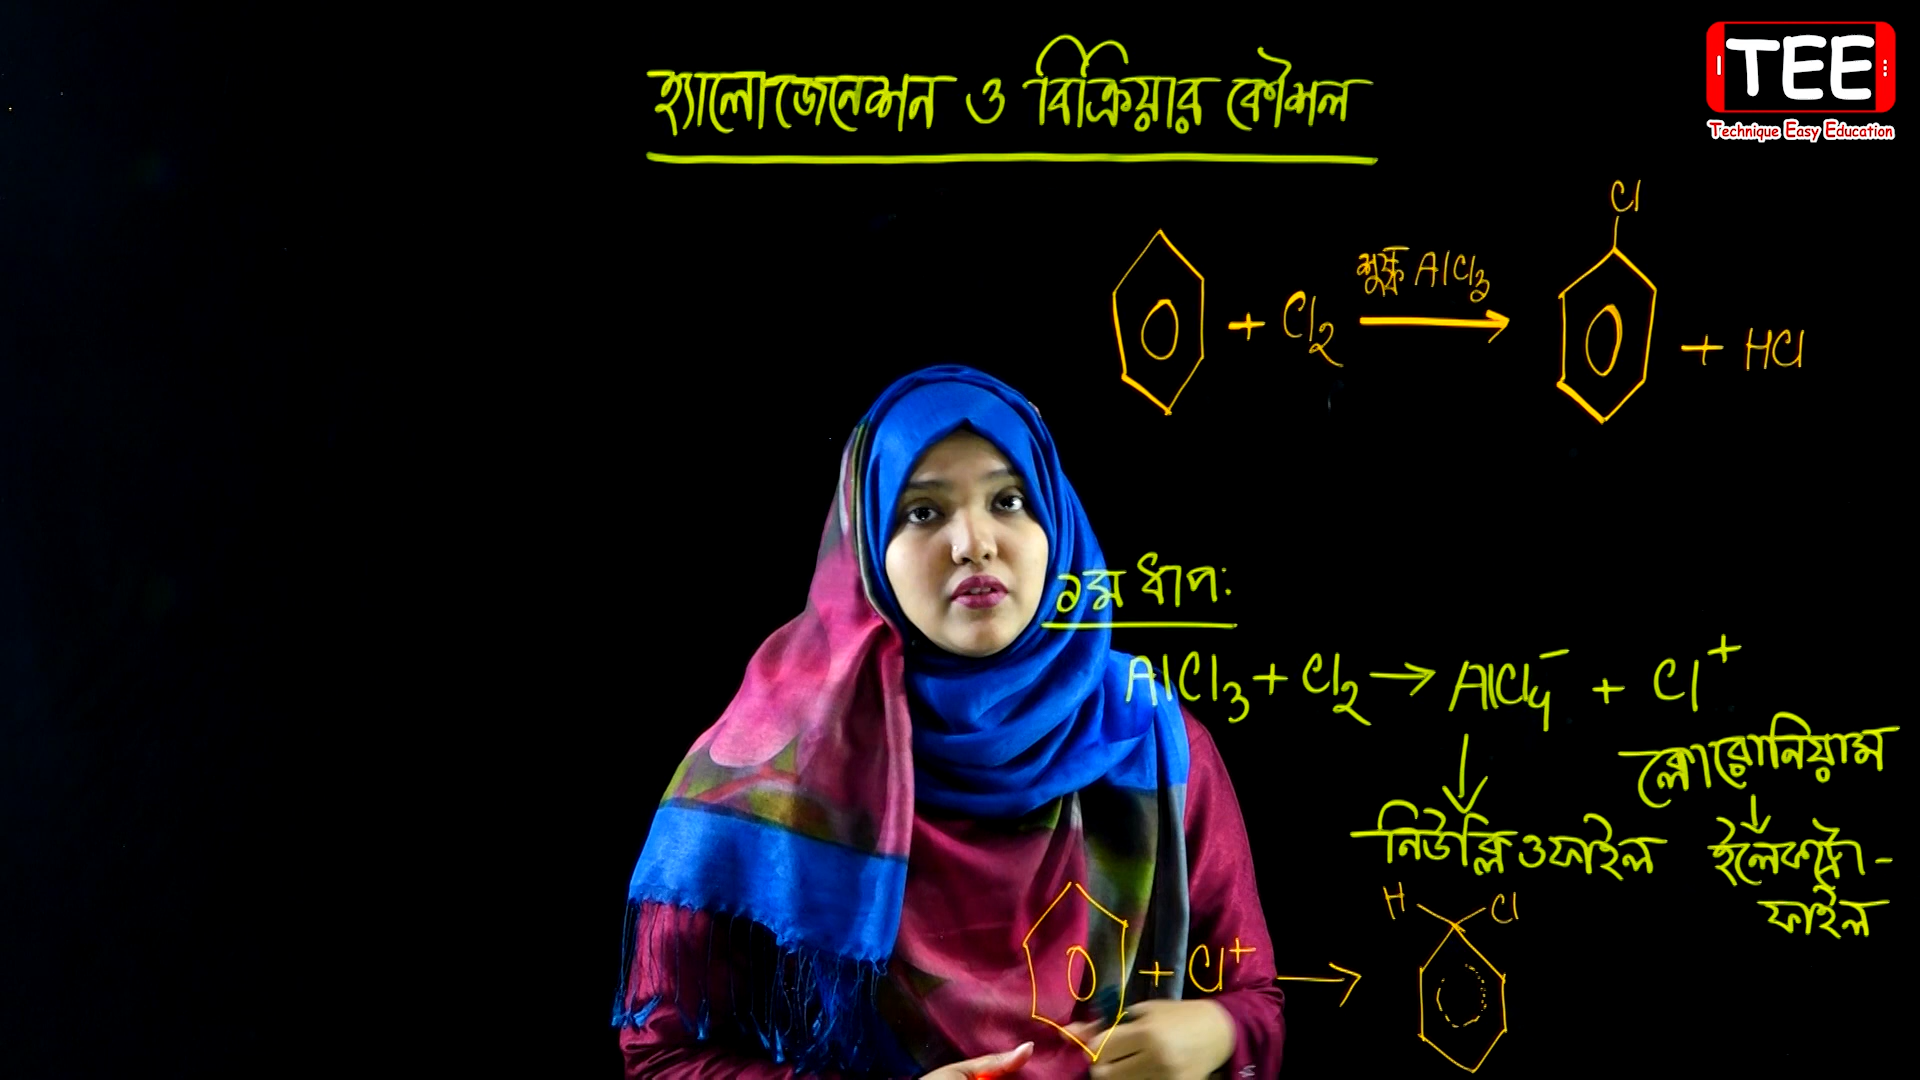 হ্যালোজেনেশন ও বিক্রিয়ার কৌশল
TEE
Technique Easy Education
Cl
শুষ্ক AlCl₃
+ Cl₂ → + HCl
১ম ধাপ:
AlCl₃ + Cl₂ → AlCl₄⁻ + Cl⁺
ক্লোরোনিয়াম
↓ ↓
নিউক্লিওফাইল ইলেকট্রো-
ফাইল
H Cl
+ Cl⁺ →